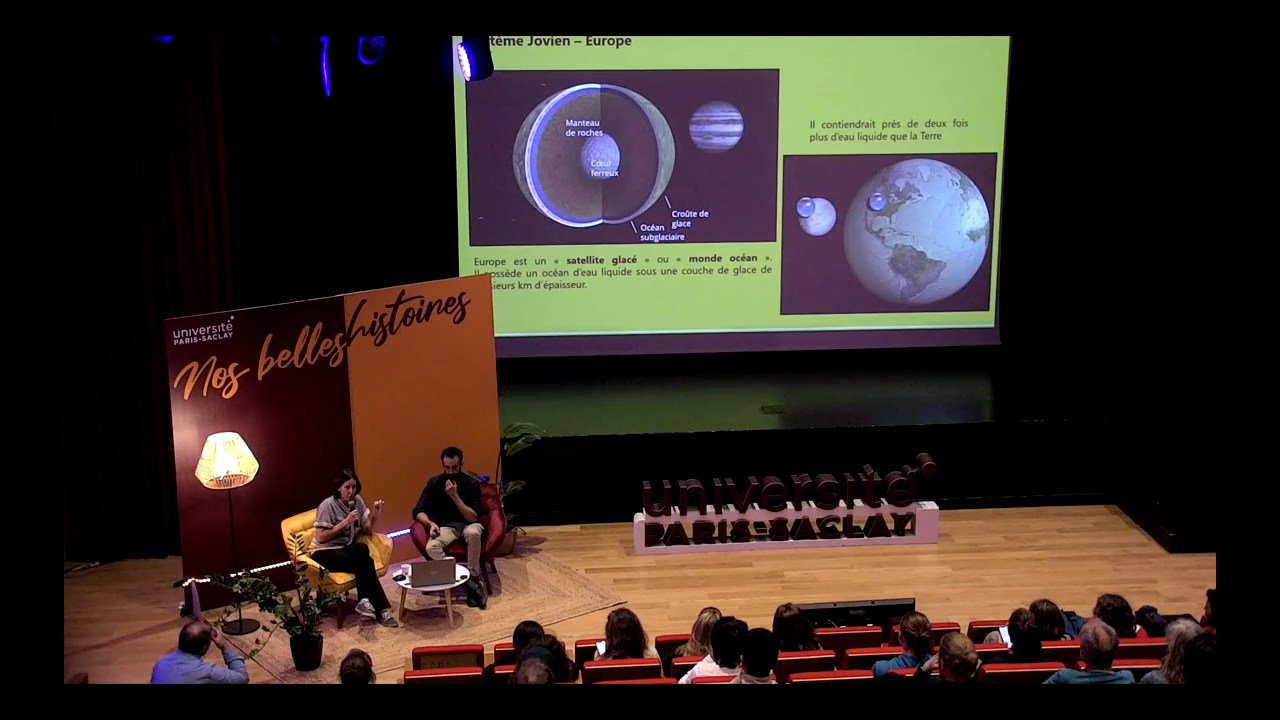 tème Jovien – Europe
Manteau
de roches
Cœur
ferreux
Croûte de
glace
Océan
subglaciaire
Il contiendrait près de deux fois
plus d'eau liquide que la Terre
Europe est un « satellite glacé » ou « monde océan ».
Il possède un océan d'eau liquide sous une couche de glace de
sieurs km d'épaisseur.
université
PARIS-SACLAY
Nos belles histoires
université
PARIS-SACLAY